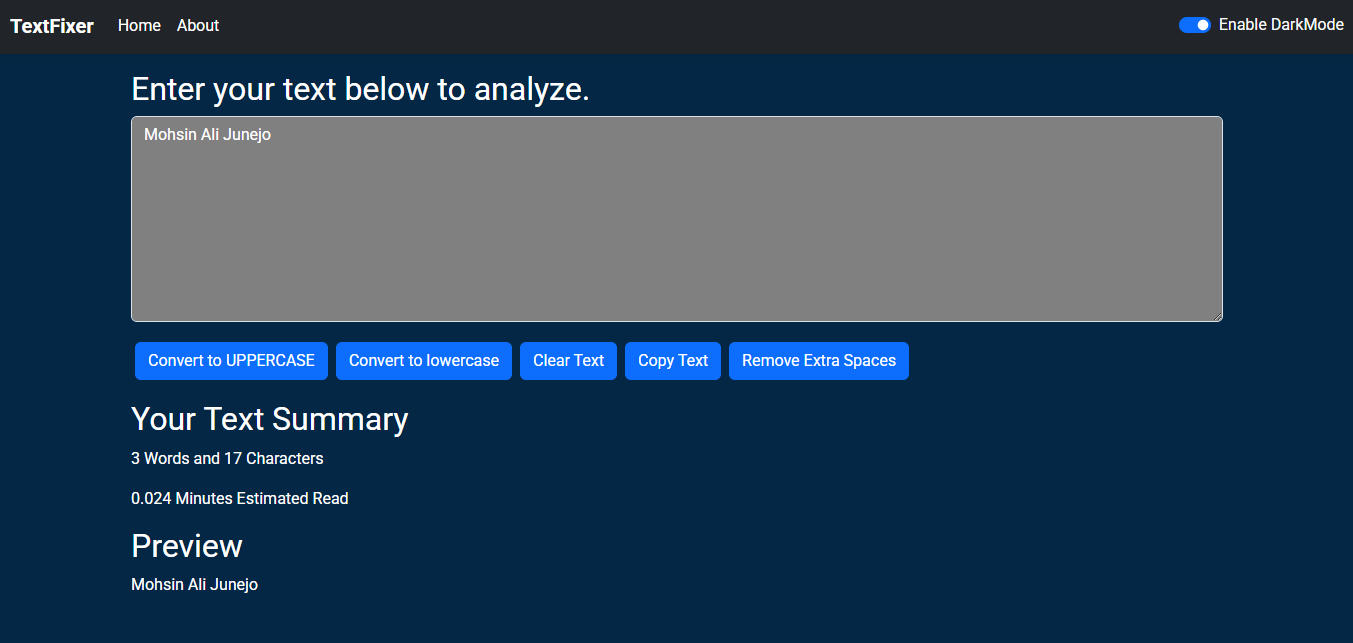 TextFixer Home About Enable DarkMode
Enter your text below to analyze.
Mohsin Ali Junejo
Convert to UPPERCASE Convert to lowercase Clear Text Copy Text Remove Extra Spaces
Your Text Summary
3 Words and 17 Characters
0.024 Minutes Estimated Read
Preview
Mohsin Ali Junejo